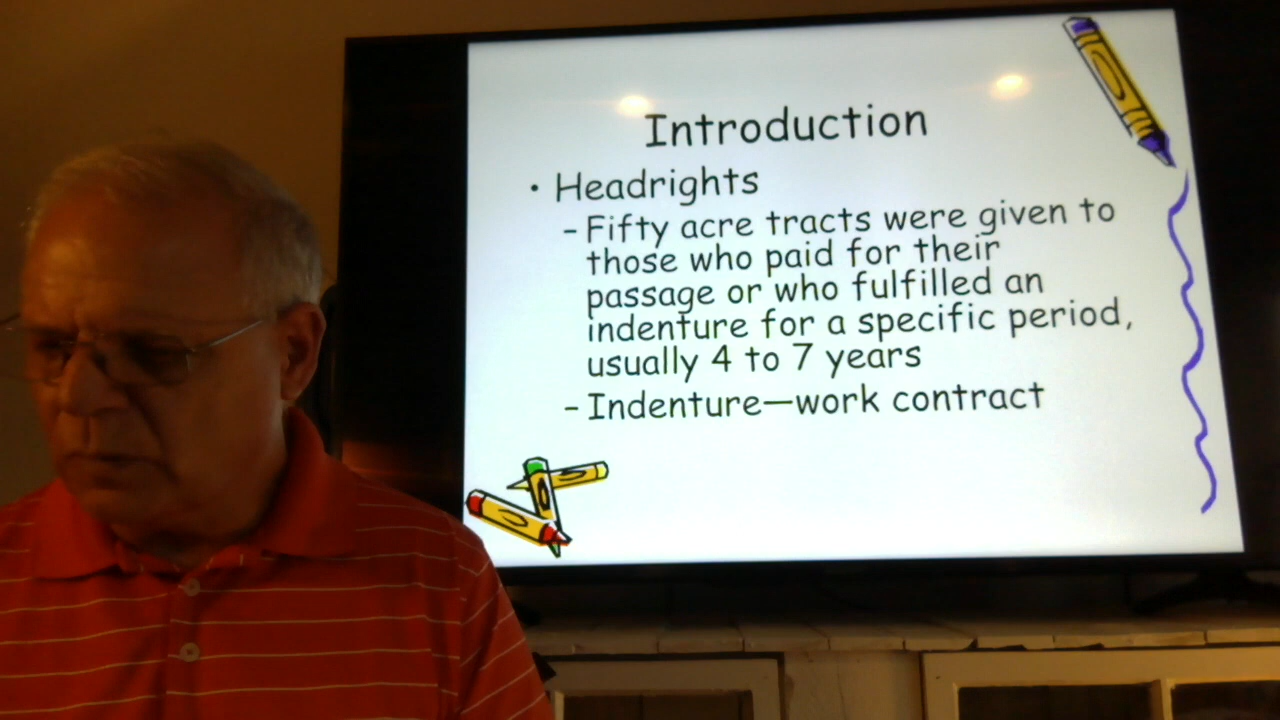 Introduction
• Headrights
– Fifty acre tracts were given to
those who paid for their
passage or who fulfilled an
indenture for a specific period,
usually 4 to 7 years
– Indenture—work contract